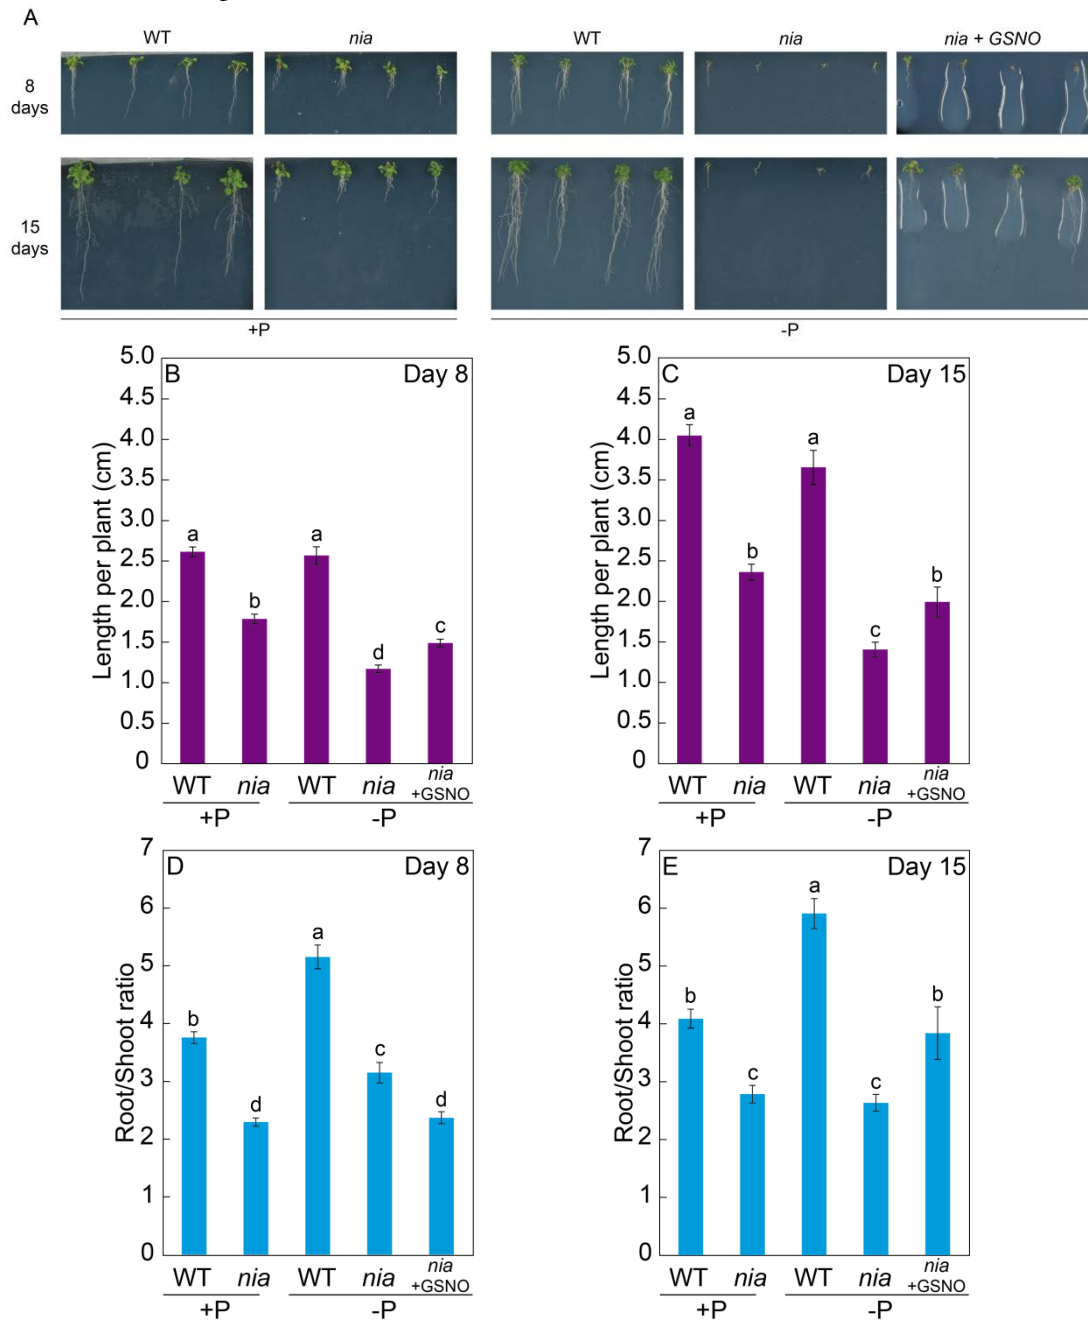 A
WT nia WT nia nia + GSNO
8
days
15
days
+P -P
B Day 8
5.0
4.5
4.0
3.5
3.0
2.5
2.0
1.5
1.0
0.5
0
Length per plant (cm)
a b a d c
WT nia WT nia nia
+GSNO
+P -P
C Day 15
5.0
4.5
4.0
3.5
3.0
2.5
2.0
1.5
1.0
0.5
0
Length per plant (cm)
a b a c b
WT nia WT nia nia
+GSNO
+P -P
D Day 8
7
6
5
4
3
2
1
0
Root/Shoot ratio
b d a c d
WT nia WT nia nia
+GSNO
+P -P
E Day 15
7
6
5
4
3
2
1
0
Root/Shoot ratio
b c a c b
WT nia WT nia nia
+GSNO
+P -P